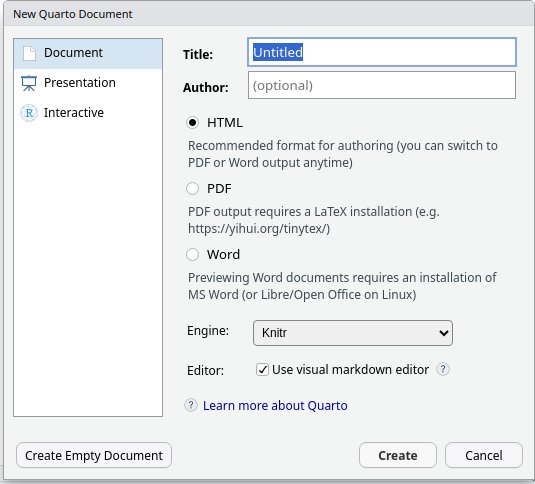 New Quarto Document
Document
Presentation
R Interactive
Title: Untitled
Author: (optional)
HTML
Recommended format for authoring (you can switch to
PDF or Word output anytime)
PDF
PDF output requires a LaTeX installation (e.g.
https://yihui.org/tinytex/)
Word
Previewing Word documents requires an installation of
MS Word (or Libre/Open Office on Linux)
Engine: Knitr
Editor: Use visual markdown editor ?
? Learn more about Quarto
Create Empty Document Create Cancel